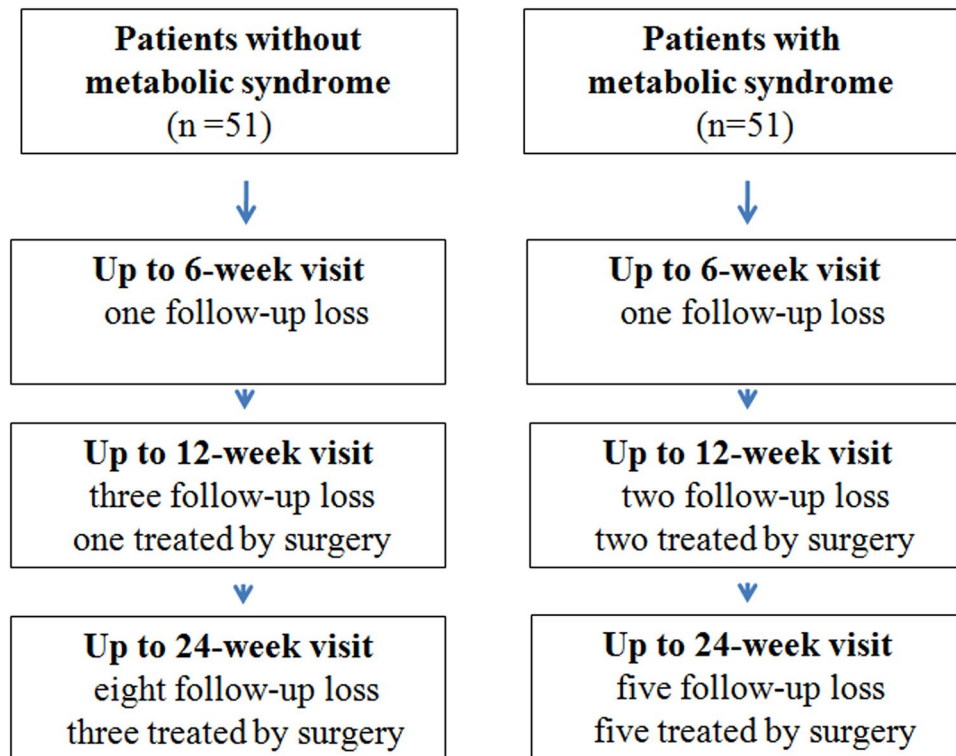 Patients without
metabolic syndrome
(n =51)
Up to 6-week visit
one follow-up loss
Up to 12-week visit
three follow-up loss
one treated by surgery
Up to 24-week visit
eight follow-up loss
three treated by surgery
Patients with
metabolic syndrome
(n=51)
Up to 6-week visit
one follow-up loss
Up to 12-week visit
two follow-up loss
two treated by surgery
Up to 24-week visit
five follow-up loss
five treated by surgery